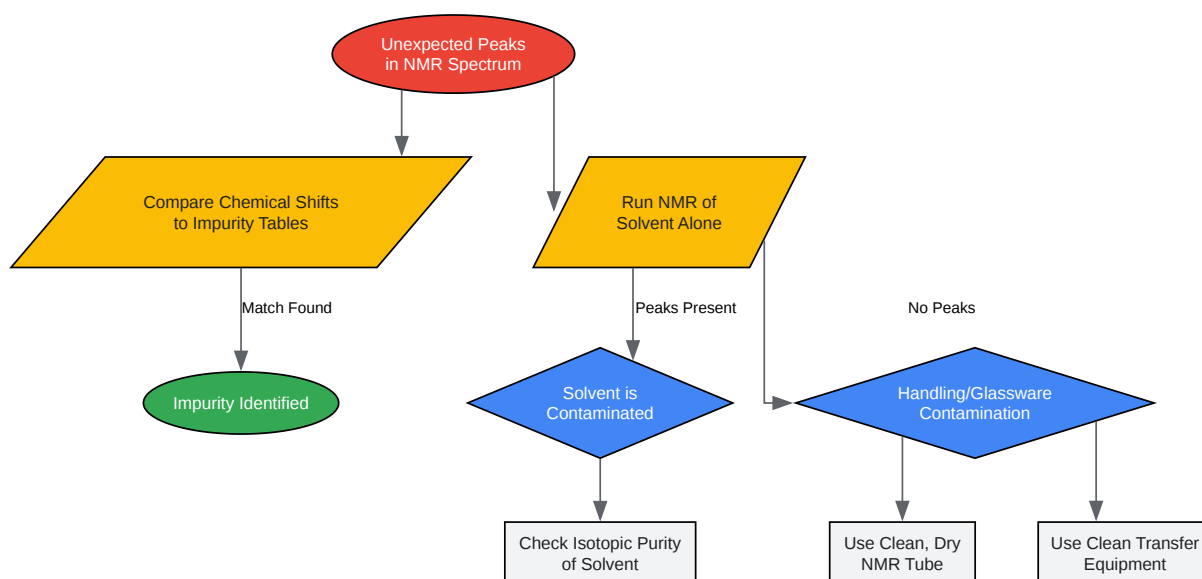 Unexpected Peaks
in NMR Spectrum
Compare Chemical Shifts
to Impurity Tables
Run NMR of
Solvent Alone
Match Found
Peaks Present
No Peaks
Impurity Identified
Solvent is
Contaminated
Handling/Glassware
Contamination
Check Isotopic Purity
of Solvent
Use Clean, Dry
NMR Tube
Use Clean Transfer
Equipment